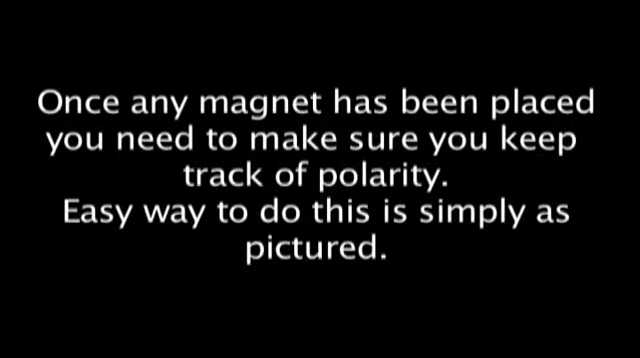 Once any magnet has been placed
you need to make sure you keep
track of polarity.
Easy way to do this is simply as
pictured.